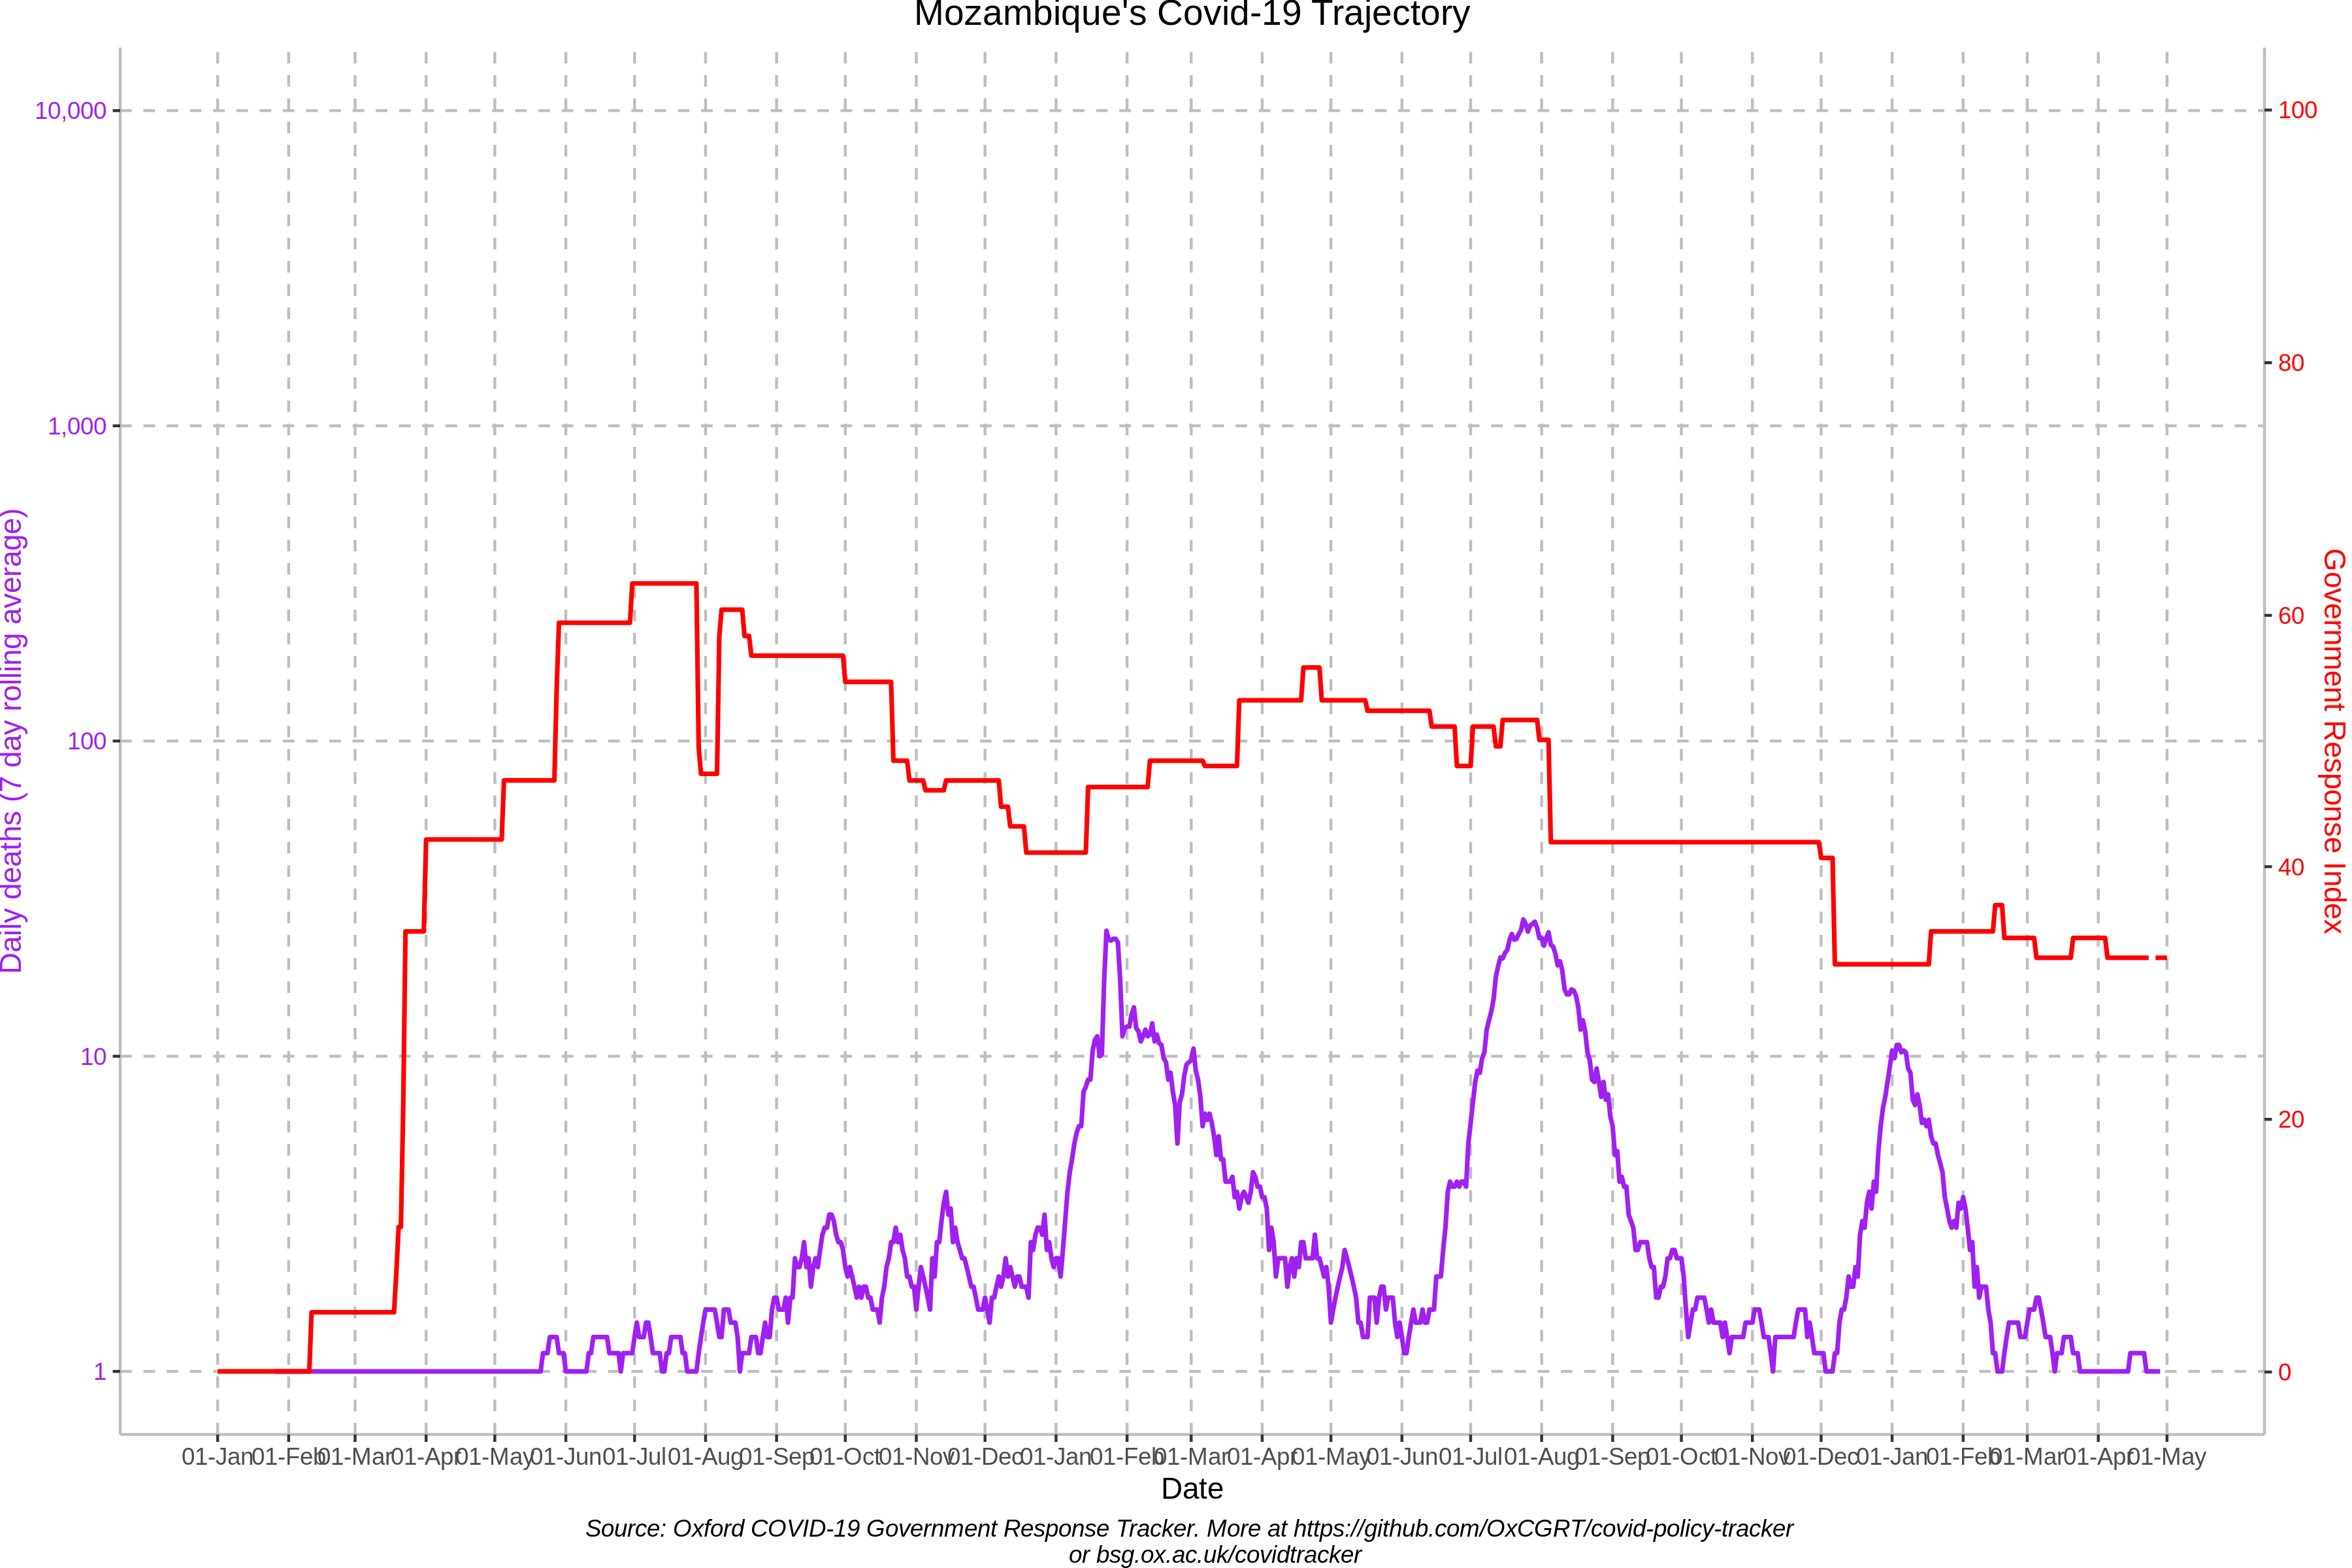 Mozambique's Covid-19 Trajectory
10,000
1,000
100
10
1
Daily deaths (7 day rolling average)
100
80
60
40
20
0
Government Response Index
01-Jan 01-Feb 01-Mar 01-Apr 01-May 01-Jun 01-Jul 01-Aug 01-Sep 01-Oct 01-Nov 01-Dec 01-Jan 01-Feb 01-Mar 01-Apr 01-May 01-Jun 01-Jul 01-Aug 01-Sep 01-Oct 01-Nov 01-Dec 01-Jan 01-Feb 01-Mar 01-Apr 01-May
Date
Source: Oxford COVID-19 Government Response Tracker. More at https://github.com/OxCGRT/covid-policy-tracker
or bsg.ox.ac.uk/covidtracker